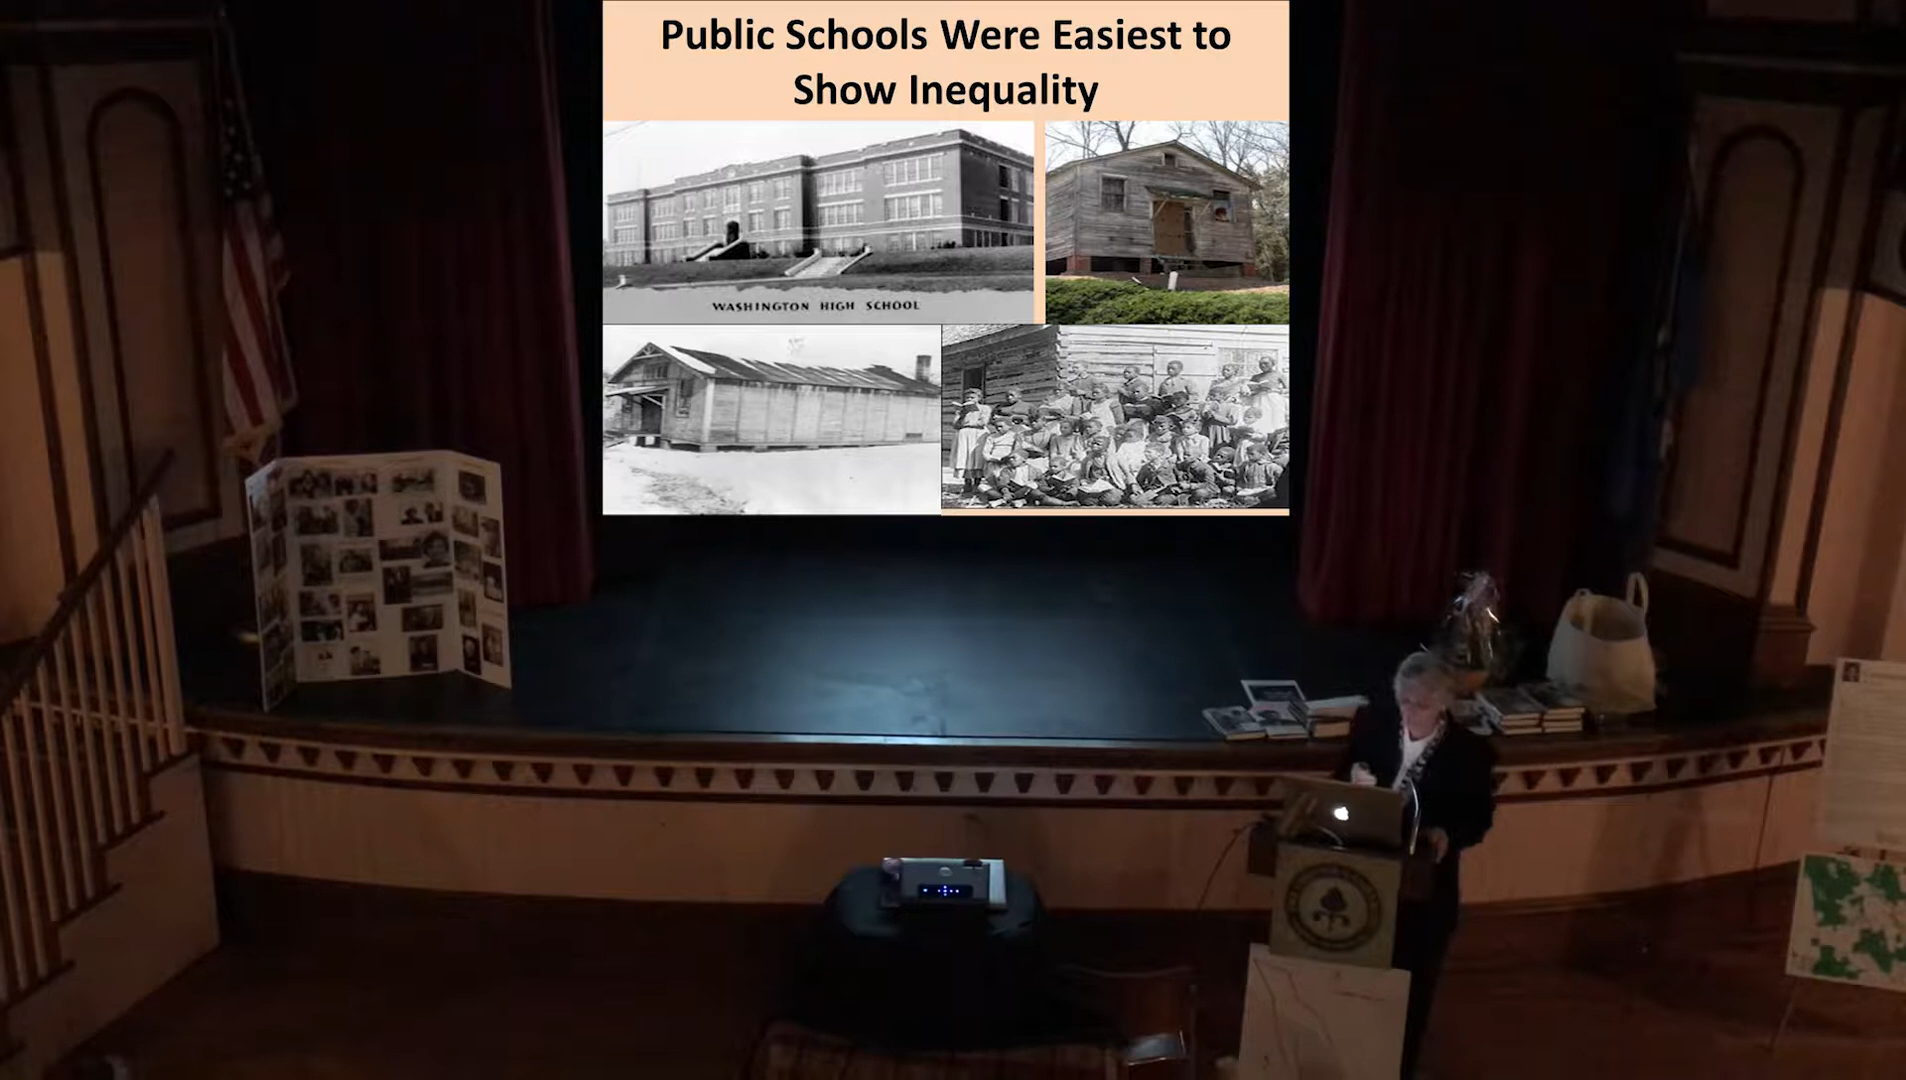 Public Schools Were Easiest to
Show Inequality
WASHINGTON HIGH SCHOOL